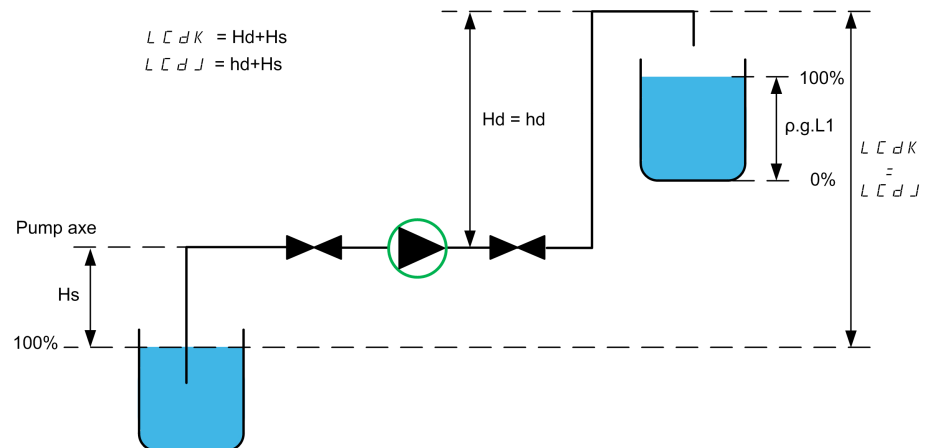 LCdK = Hd+Hs
LCdJ = hd+Hs
Hd = hd
100%
ρ.g.L1
0%
LCdK
=
LCdJ
Pump axe
Hs
100%